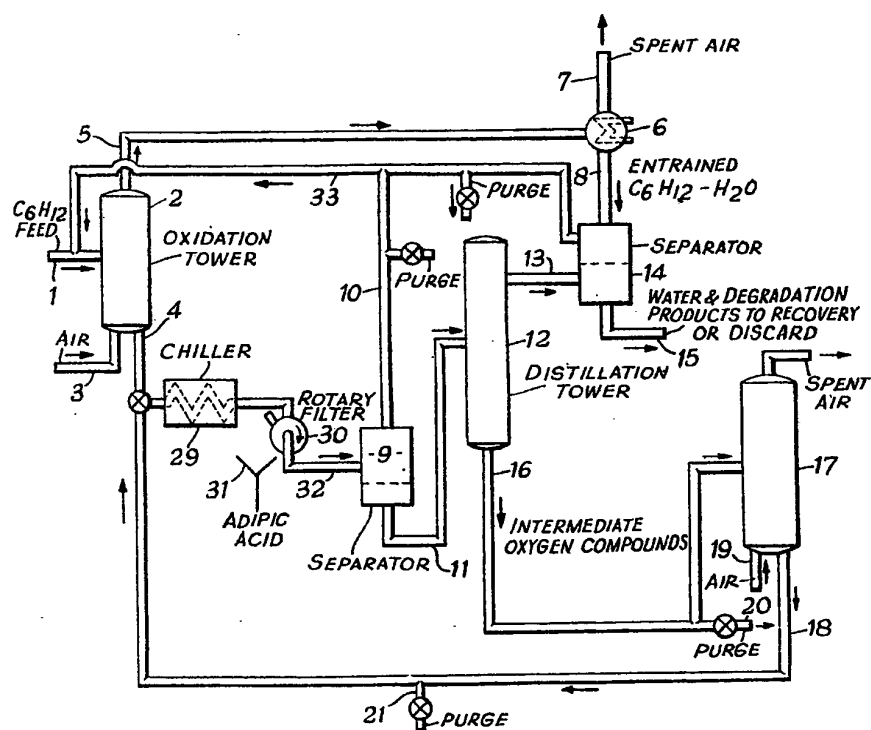 SPENT AIR
7
6
5
8
ENTRAINED
C6H12-H2O
2
33
PURGE
C6H12
FEED
1
OXIDATION
TOWER
SEPARATOR
14
13
10
PURGE
4
12
WATER & DEGRADATION
PRODUCTS TO RECOVERY
OR DISCARD
15
AIR
3
CHILLER
DISTILLATION
TOWER
SPENT
AIR
ROTARY
FILTER
30
29
-9-
16
17
31
32
ADIPIC
ACID
SEPARATOR
11
INTERMEDIATE
OXYGEN COMPOUNDS
19
AIR
20
PURGE
18
21
PURGE